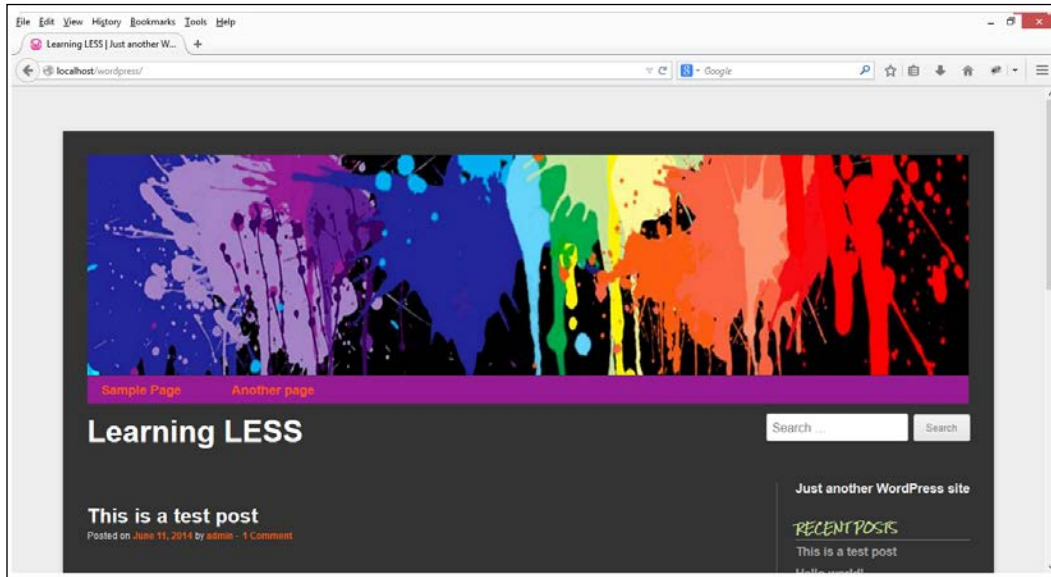 File Edit View History Bookmarks Tools Help
Learning LESS | Just another W...
localhost/wordpress/
Google
Sample Page Another page
Learning LESS
Search ...
Search
Just another WordPress site
This is a test post
Posted on June 11, 2014 by admin - 1 Comment
RECENT POSTS
This is a test post
Hello world!